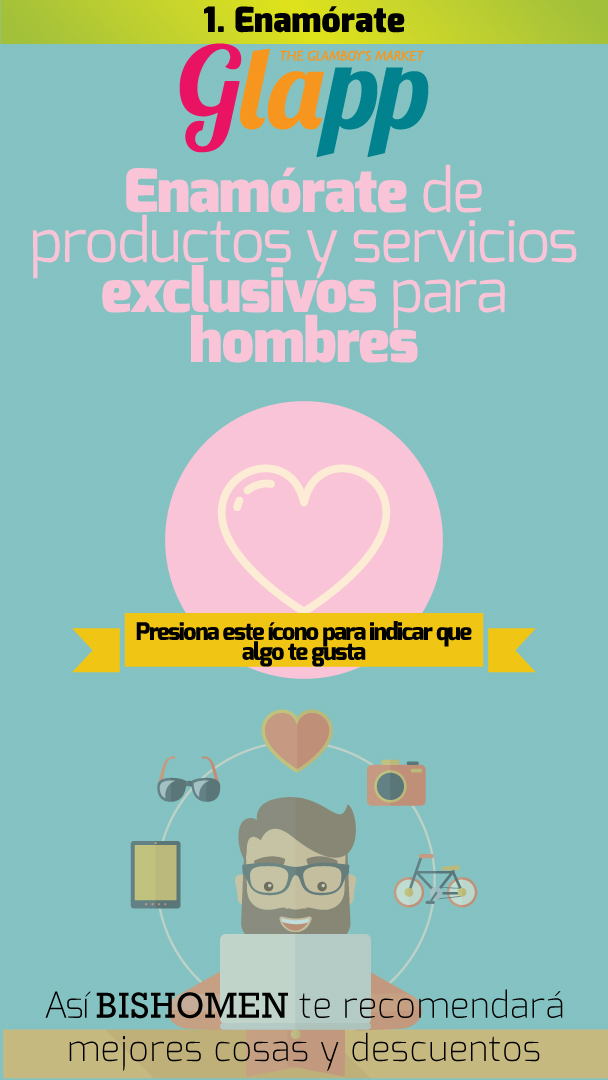 1. Enamórate
THE GLAMBOY'S MARKET
Glapp
Enamórate de
productos y servicios
exclusivos para
hombres
Presiona este ícono para indicar que
algo te gusta
Así BISHOMEN te recomendará
mejores cosas y descuentos